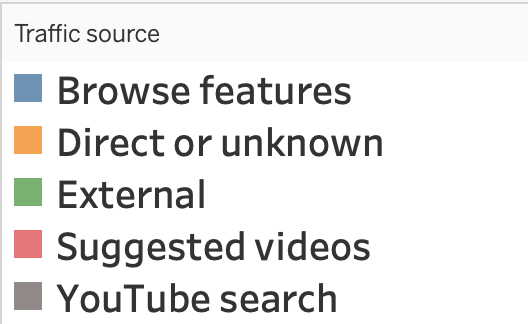 Traffic source
Browse features
Direct or unknown
External
Suggested videos
YouTube search